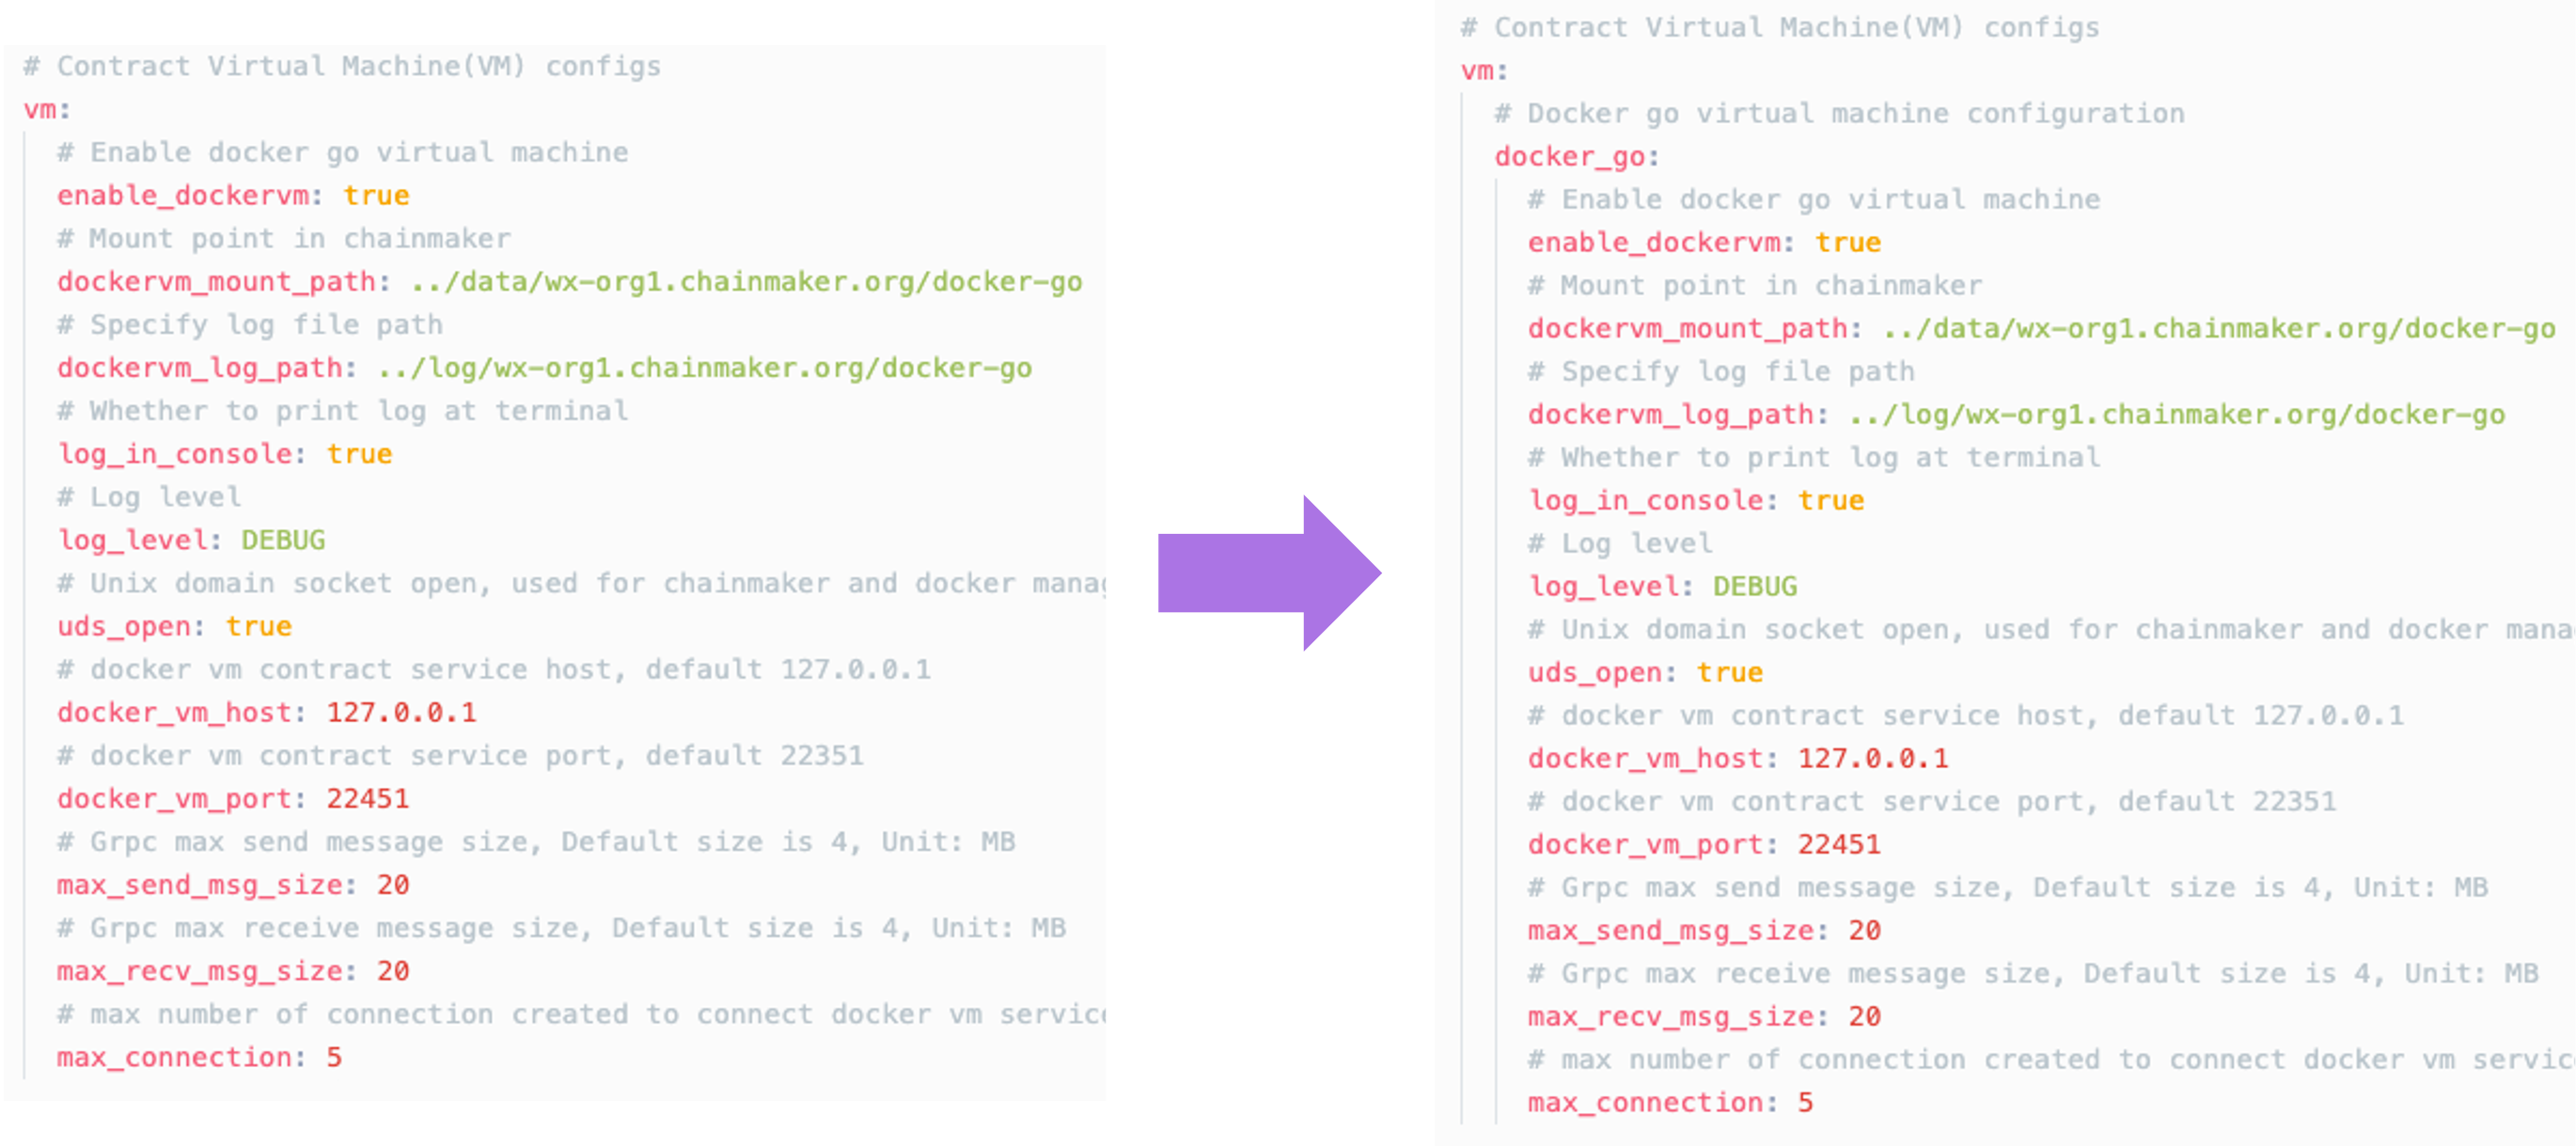 # Contract Virtual Machine(VM) configs
vm:
# Enable docker go virtual machine
enable_dockervm: true
# Mount point in chainmaker
dockervm_mount_path: ../data/wx-org1.chainmaker.org/docker-go
# Specify log file path
dockervm_log_path: ../log/wx-org1.chainmaker.org/docker-go
# Whether to print log at terminal
log_in_console: true
# Log level
log_level: DEBUG
# Unix domain socket open, used for chainmaker and docker manag
uds_open: true
# docker vm contract service host, default 127.0.0.1
docker_vm_host: 127.0.0.1
# docker vm contract service port, default 22351
docker_vm_port: 22451
# Grpc max send message size, Default size is 4, Unit: MB
max_send_msg_size: 20
# Grpc max receive message size, Default size is 4, Unit: MB
max_recv_msg_size: 20
# max number of connection created to connect docker vm service
max_connection: 5
# Contract Virtual Machine(VM) configs
vm:
# Docker go virtual machine configuration
docker_go:
# Enable docker go virtual machine
enable_dockervm: true
# Mount point in chainmaker
dockervm_mount_path: ../data/wx-org1.chainmaker.org/docker-go
# Specify log file path
dockervm_log_path: ../log/wx-org1.chainmaker.org/docker-go
# Whether to print log at terminal
log_in_console: true
# Log level
log_level: DEBUG
# Unix domain socket open, used for chainmaker and docker mana
uds_open: true
# docker vm contract service host, default 127.0.0.1
docker_vm_host: 127.0.0.1
# docker vm contract service port, default 22351
docker_vm_port: 22451
# Grpc max send message size, Default size is 4, Unit: MB
max_send_msg_size: 20
# Grpc max receive message size, Default size is 4, Unit: MB
max_recv_msg_size: 20
# max number of connection created to connect docker vm servic
max_connection: 5